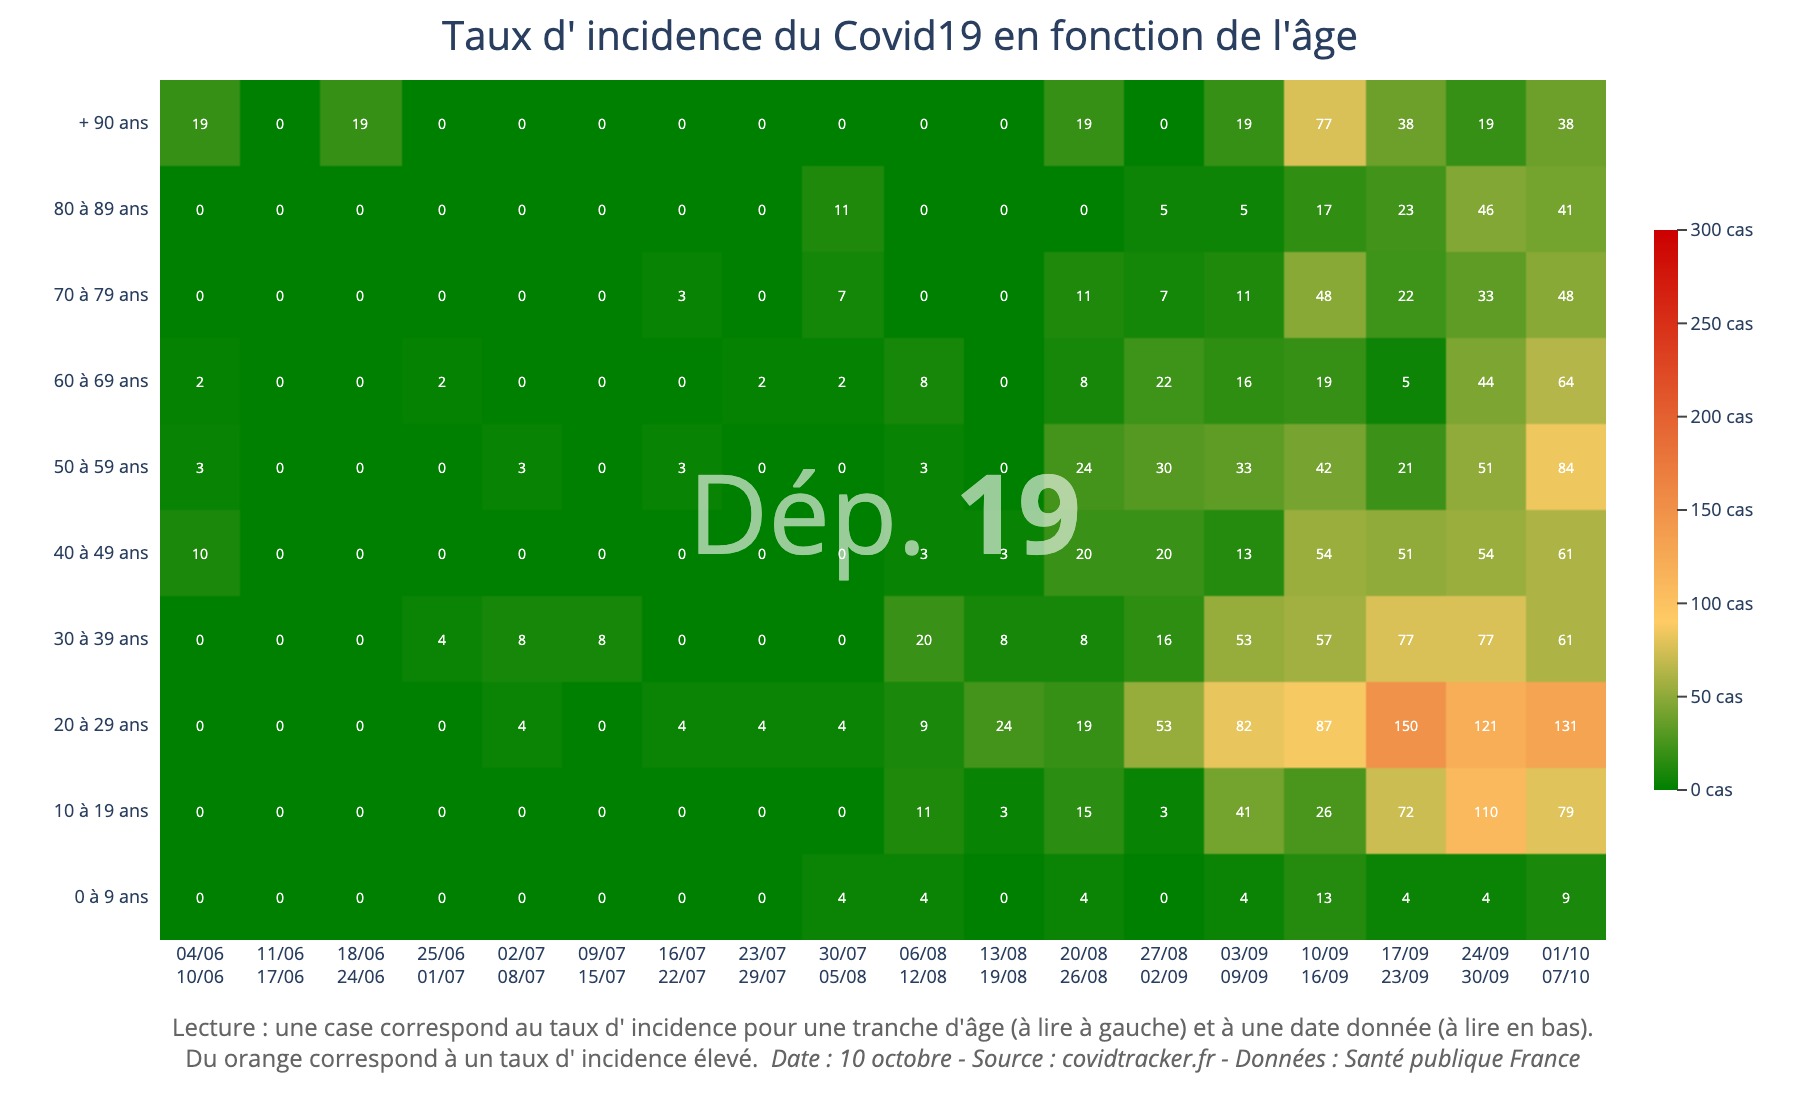 Taux d' incidence du Covid19 en fonction de l'âge
+ 90 ans 19 0 19 0 0 0 0 0 0 0 0 19 0 19 77 38 19 38
80 à 89 ans 0 0 0 0 0 0 0 0 11 0 0 0 5 5 17 23 46 41
70 à 79 ans 0 0 0 0 0 0 3 0 7 0 0 11 7 11 48 22 33 48
60 à 69 ans 2 0 0 2 0 0 0 2 2 8 0 8 22 16 19 5 44 64
50 à 59 ans 3 0 0 0 3 0 3 0 0 3 0 24 30 33 42 21 51 84
Dép. 19
40 à 49 ans 10 0 0 0 0 0 0 0 0 3 3 20 20 13 54 51 54 61
30 à 39 ans 0 0 0 4 8 8 0 0 0 20 8 8 16 53 57 77 77 61
20 à 29 ans 0 0 0 0 4 0 4 4 4 9 24 19 53 82 87 150 121 131
10 à 19 ans 0 0 0 0 0 0 0 0 0 11 3 15 3 41 26 72 110 79
0 à 9 ans 0 0 0 0 0 0 0 0 4 4 0 4 0 4 13 4 4 9
04/06 11/06 18/06 25/06 02/07 09/07 16/07 23/07 30/07 06/08 13/08 20/08 27/08 03/09 10/09 17/09 24/09 01/10
10/06 17/06 24/06 01/07 08/07 15/07 22/07 29/07 05/08 12/08 19/08 26/08 02/09 09/09 16/09 23/09 30/09 07/10
300 cas
250 cas
200 cas
150 cas
100 cas
50 cas
0 cas
Lecture : une case correspond au taux d' incidence pour une tranche d'âge (à lire à gauche) et à une date donnée (à lire en bas).
Du orange correspond à un taux d' incidence élevé. Date : 10 octobre - Source : covidtracker.fr - Données : Santé publique France